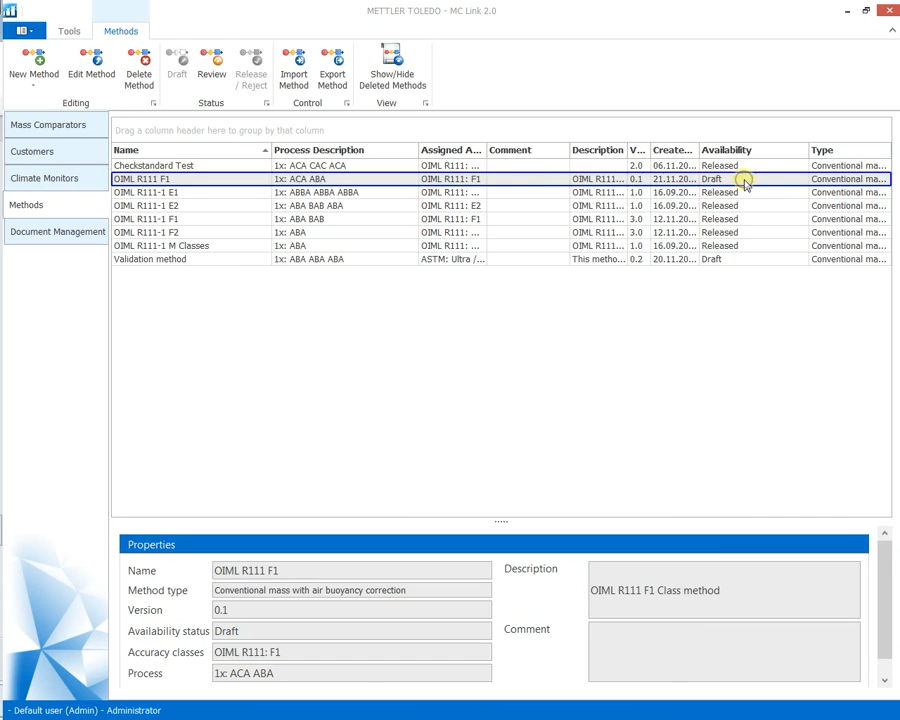 METTLER TOLEDO - MC Link 2.0
Tools Methods
New Method Edit Method Delete Method Draft Review Release / Reject Import Method Export Method Show/Hide Deleted Methods
Editing Status Control View
Mass Comparators
Customers
Climate Monitors
Methods
Document Management
Drag a column header here to group by that column
Name Process Description Assigned A... Comment Description V... Create... Availability Type
Checkstandard Test 1x: ACA CAC ACA OIML R111: ... 2.0 06.11.20... Released Conventional ma...
OIML R111 F1 1x: ACA ABA OIML R111: F1 OIML R111... 0.1 21.11.20... Draft Conventional ma...
OIML R111-1 E1 1x: ABBA ABBA ABBA OIML R111: ... OIML R111... 1.0 16.09.20... Released Conventional ma...
OIML R111-1 E2 1x: ABA BAB ABA OIML R111: E2 OIML R111... 1.0 16.09.20... Released Conventional ma...
OIML R111-1 F1 1x: ABA BAB OIML R111: F1 OIML R111... 3.0 12.11.20... Released Conventional ma...
OIML R111-1 F2 1x: ABA OIML R111: ... OIML R111... 3.0 12.11.20... Released Conventional ma...
OIML R111-1 M Classes 1x: ABA OIML R111: ... OIML R111... 1.0 16.09.20... Released Conventional ma...
Validation method 1x: ABA ABA ABA ASTM: Ultra /... This metho... 0.2 20.11.20... Draft Conventional ma...
Properties
Name OIML R111 F1
Method type Conventional mass with air buoyancy correction
Version 0.1
Availability status Draft
Accuracy classes OIML R111: F1
Process 1x: ACA ABA
Description OIML R111 F1 Class method
Comment
- Default user (Admin) - Administrator